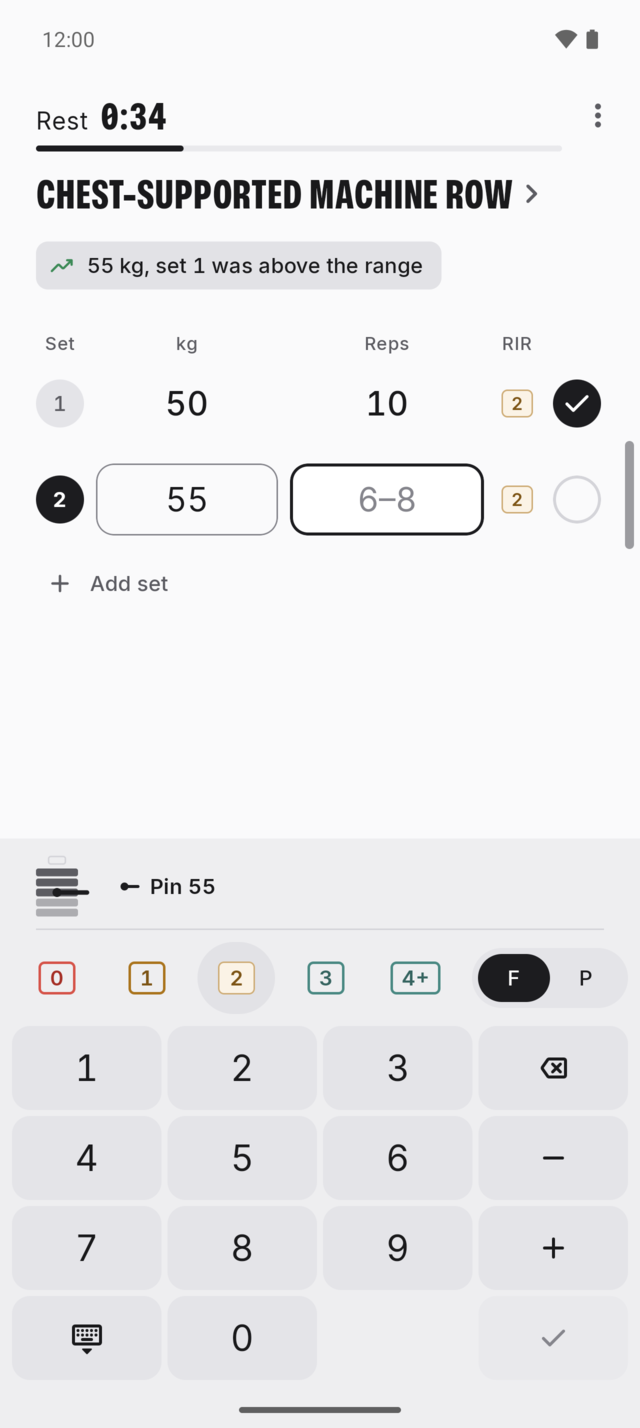 12:00
Rest 0:34
CHEST-SUPPORTED MACHINE ROW
55 kg, set 1 was above the range
Set kg Reps RIR
1 50 10 2
2 55 6–8 2
+ Add set
Pin 55
0 1 2 3 4+ F P
1 2 3
4 5 6 −
7 8 9 +
0